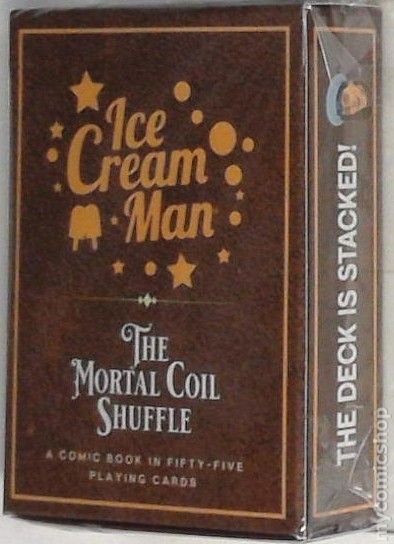 Ice
Cream
Man
THE
MORTAL COIL
SHUFFLE
A COMIC BOOK IN FIFTY-FIVE
PLAYING CARDS
THE DECK IS STACKED!
mycomicshop